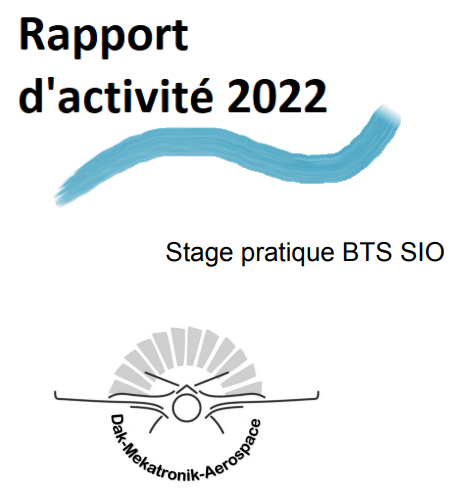 Rapport
d'activité 2022
Stage pratique BTS SIO
Dak-Mekatronik-Aerospace